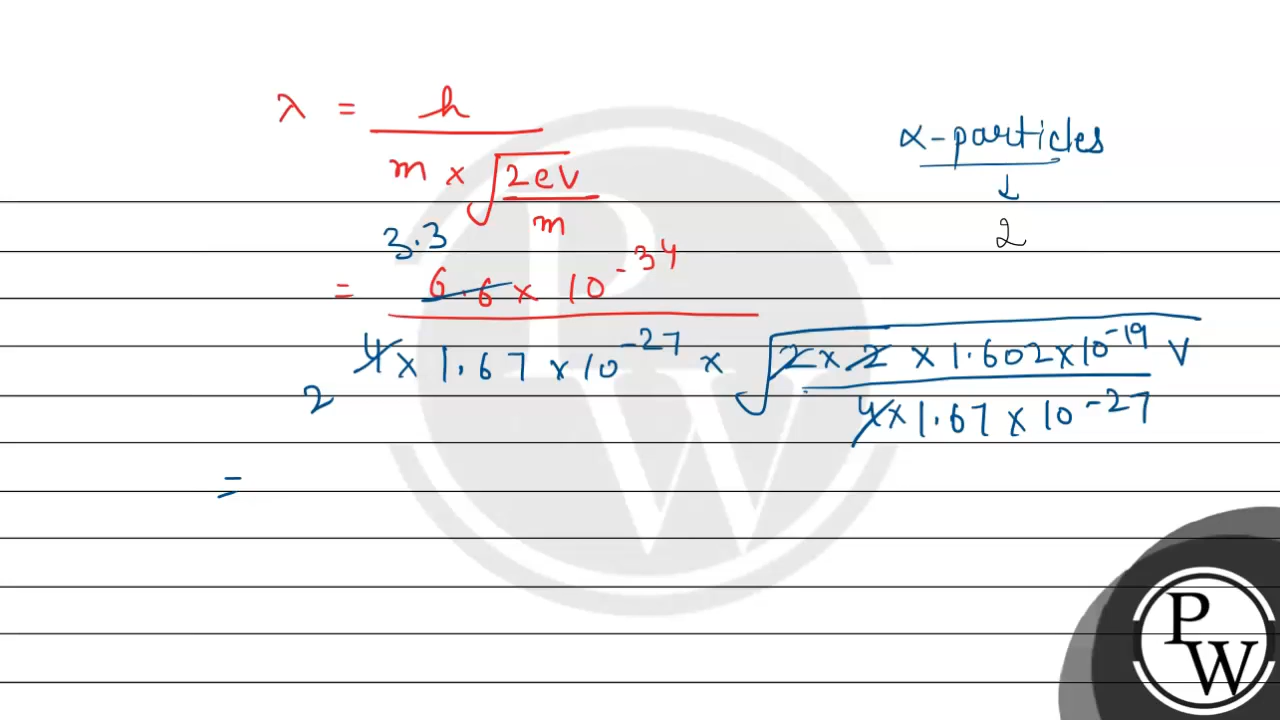 λ = h / m × √(2eV / m)
α-particles
↓
2
= 3.3 6.6 × 10^-34 / 2 4 × 1.67 × 10^-27 × √(2 × 2 × 1.602 × 10^-19 V / 4 × 1.67 × 10^-27)
=
PW
PW